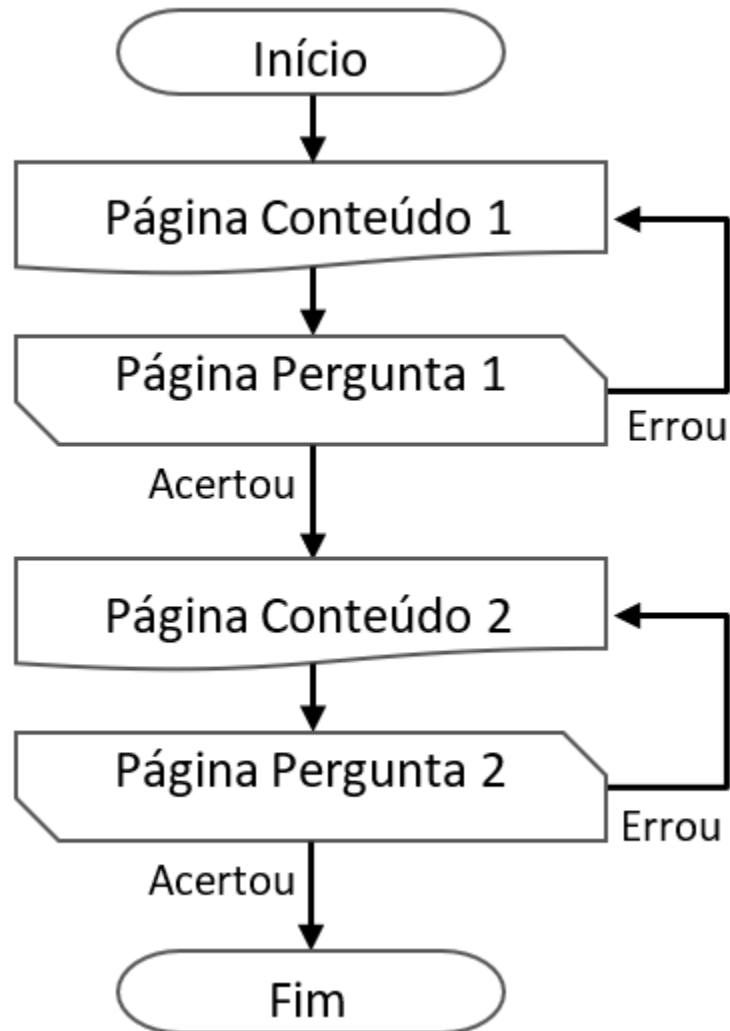 Início
Página Conteúdo 1
Página Pergunta 1
Errou
Acertou
Página Conteúdo 2
Página Pergunta 2
Errou
Acertou
Fim